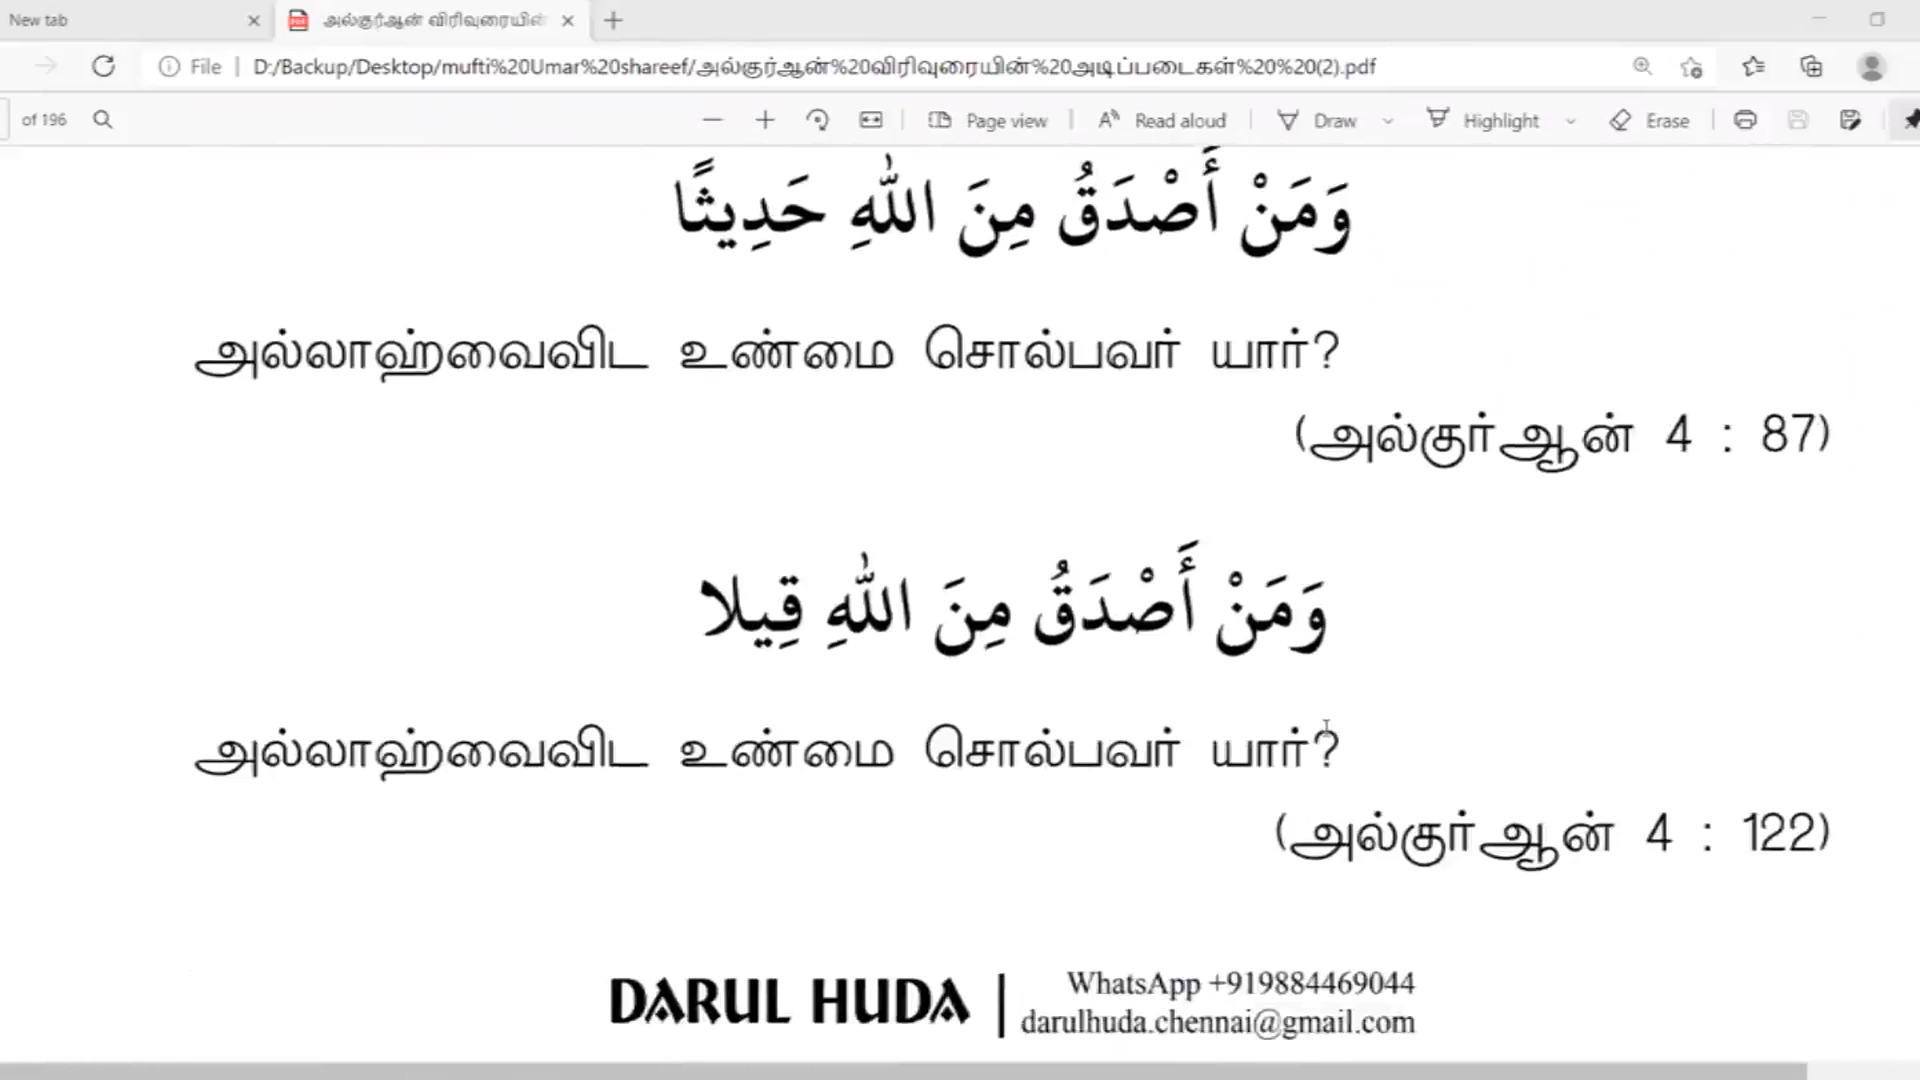 New tab
அல்குர்ஆன் விரிவுரையின்
File D:/Backup/Desktop/mufti%20Umar%20shareef/அல்குர்ஆன்%20விரிவுரையின்%20அடிப்படைகள்%20%20(2).pdf
of 196 Page view Read aloud Draw Highlight Erase
وَمَنْ أَصْدَقُ مِنَ اللَّهِ حَدِيثًا
அல்லாஹ்வைவிட உண்மை சொல்பவர் யார்?
(அல்குர்ஆன் 4 : 87)
وَمَنْ أَصْدَقُ مِنَ اللَّهِ قِيلا
அல்லாஹ்வைவிட உண்மை சொல்பவர் யார்?
(அல்குர்ஆன் 4 : 122)
DARUL HUDA
WhatsApp +919884469044
darulhuda.chennai@gmail.com